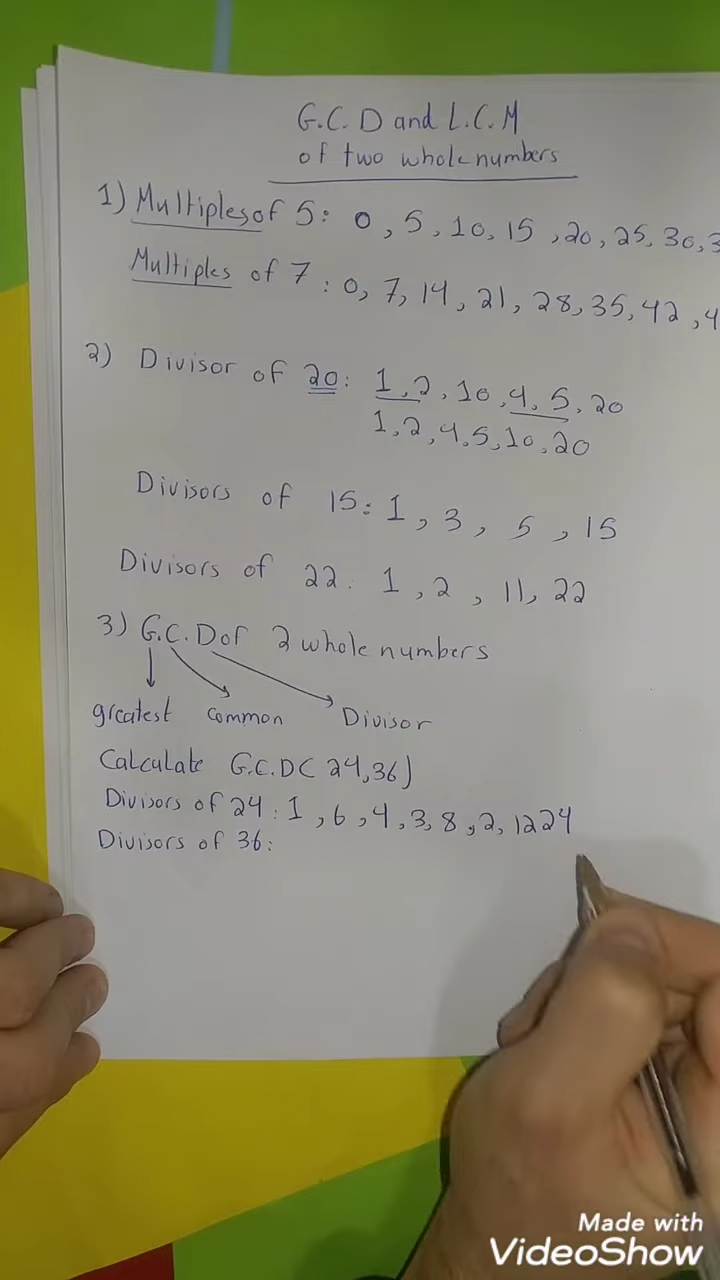 G.C.D and L.C.M
of two whole numbers
1) Multiples of 5: 0, 5, 10, 15, 20, 25, 30, 3
Multiples of 7: 0, 7, 14, 21, 28, 35, 42, 4
2) Divisor of 20: 1, 2, 10, 4, 5, 20
1, 2, 4, 5, 10, 20
Divisors of 15: 1, 3, 5, 15
Divisors of 22. 1, 2, 11, 22
3) G.C.D of 2 whole numbers
greatest common Divisor
Calculate G.C.D( 24,36)
Divisors of 24: 1, 6, 4, 3, 8, 2, 12 24
Divisors of 36:
Made with
VideoShow